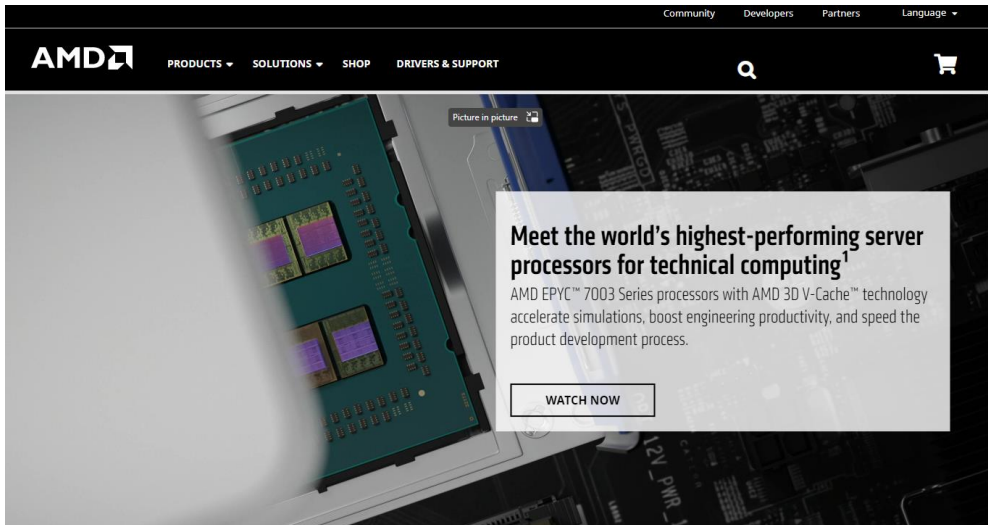 Community Developers Partners Language
AMD
PRODUCTS SOLUTIONS SHOP DRIVERS & SUPPORT
Picture in picture
Meet the world's highest-performing server
processors for technical computing¹
AMD EPYC™ 7003 Series processors with AMD 3D V-Cache™ technology
accelerate simulations, boost engineering productivity, and speed the
product development process.
WATCH NOW
12V_PWR_